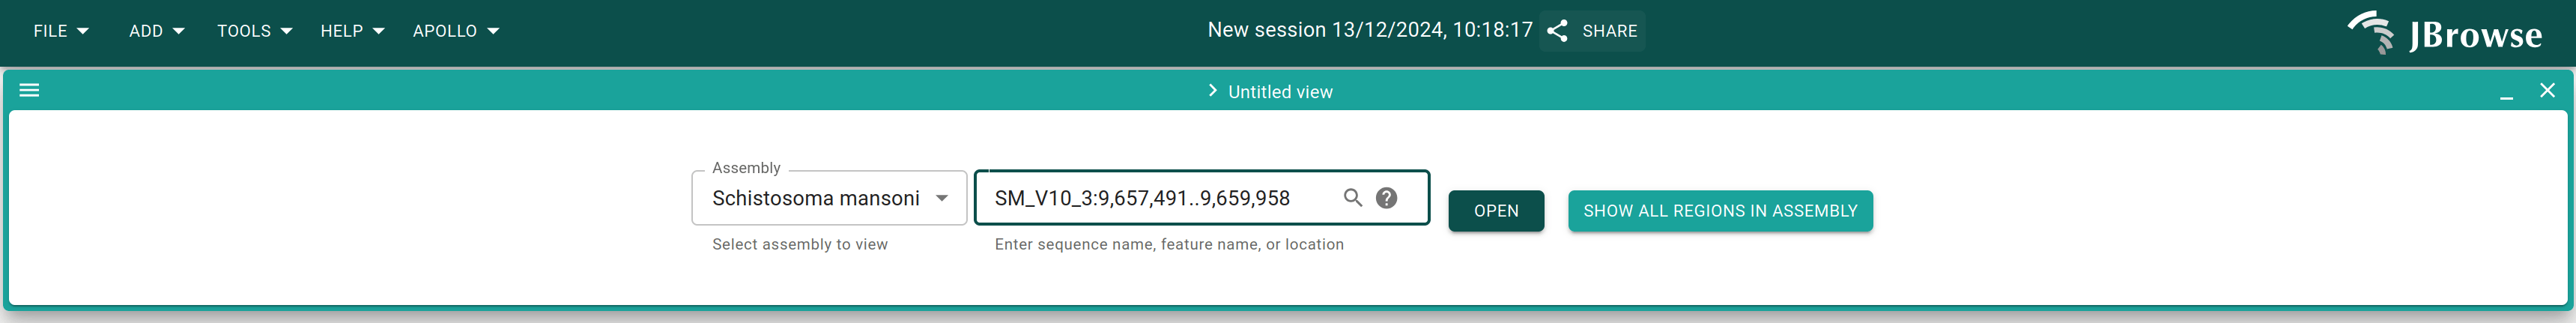 FILE ADD TOOLS HELP APOLLO New session 13/12/2024, 10:18:17 SHARE JBrowse
Untitled view
Assembly
Schistosoma mansoni SM_V10_3:9,657,491..9,659,958 OPEN SHOW ALL REGIONS IN ASSEMBLY
Select assembly to view Enter sequence name, feature name, or location